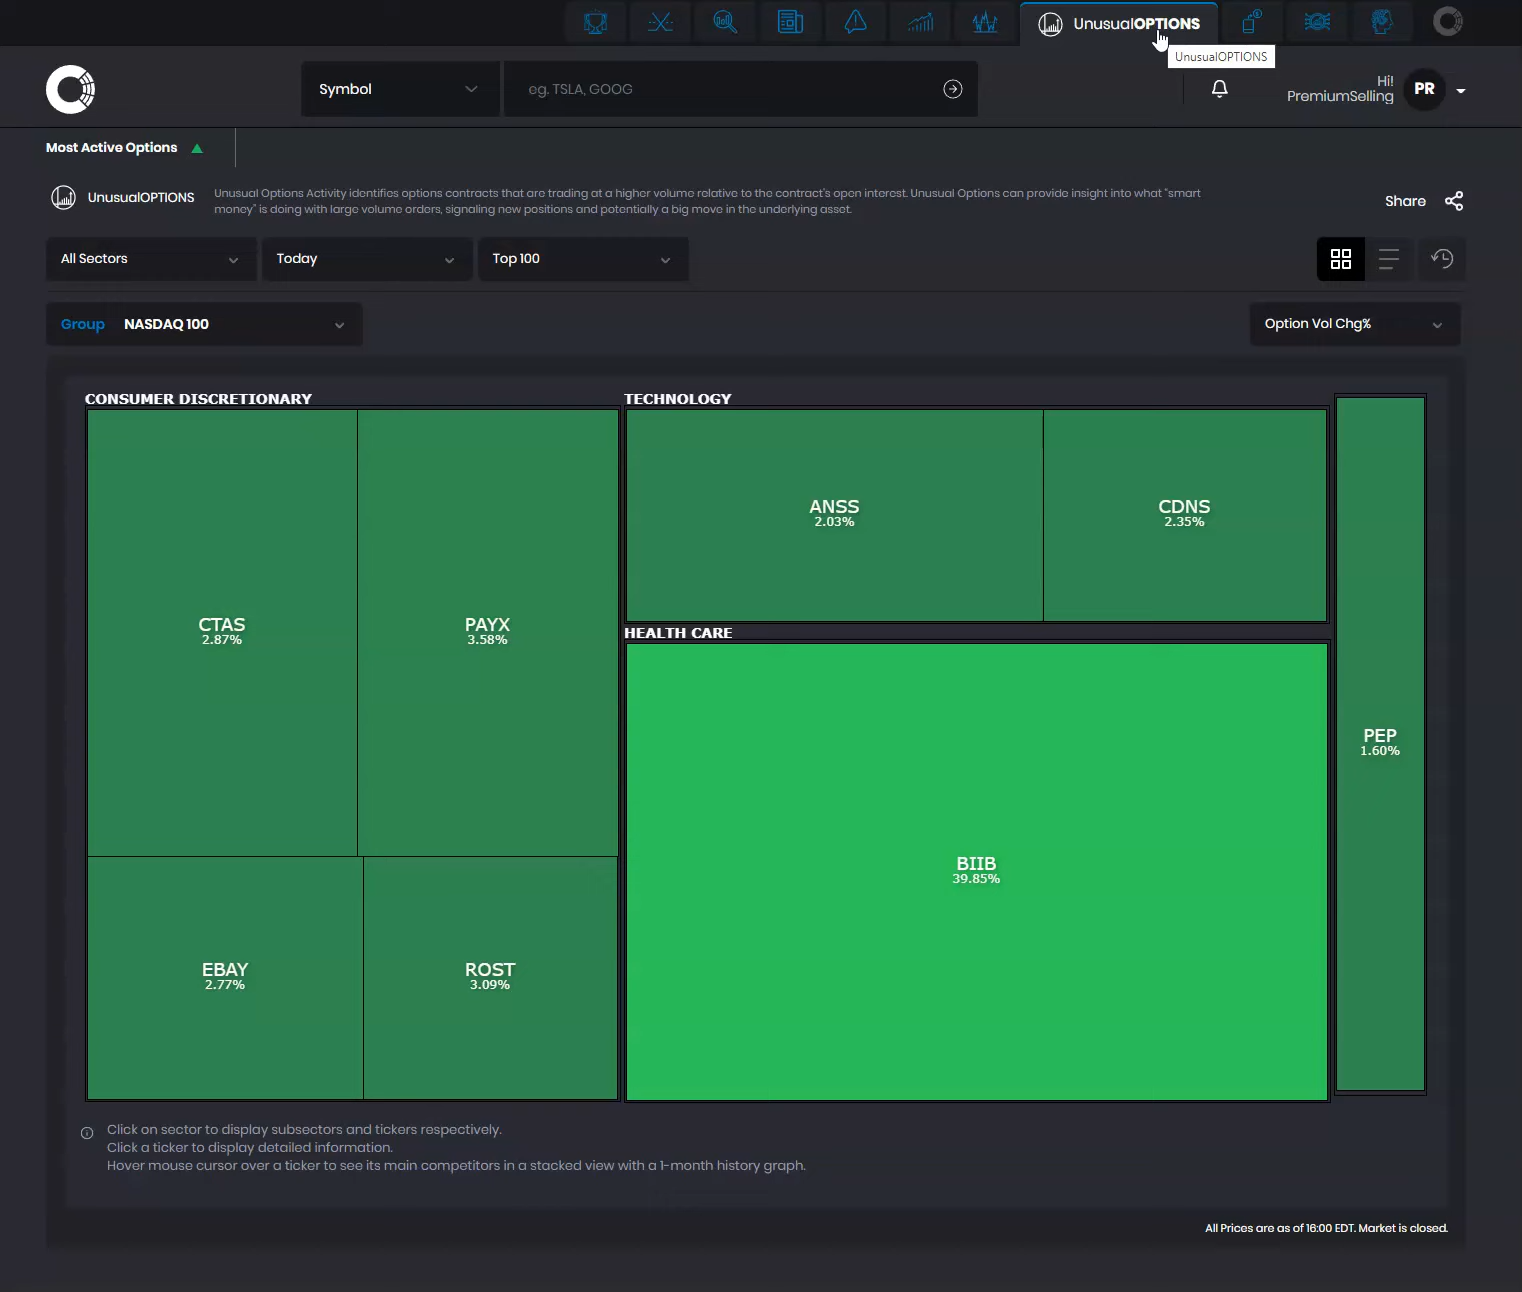 UnusualOPTIONS
UnusualOPTIONS
Symbol
eg. TSLA, GOOG
Hi!
PremiumSelling
PR
Most Active Options
UnusualOPTIONS
Unusual Options Activity identifies options contracts that are trading at a higher volume relative to the contract's open interest. Unusual Options can provide insight into what "smart
money" is doing with large volume orders, signaling new positions and potentially a big move in the underlying asset.
Share
All Sectors
Today
Top 100
Group NASDAQ 100
Option Vol Chg%
CONSUMER DISCRETIONARY
CTAS
2.87%
PAYX
3.58%
EBAY
2.77%
ROST
3.09%
TECHNOLOGY
ANSS
2.03%
CDNS
2.35%
HEALTH CARE
BIIB
39.85%
PEP
1.60%
Click on sector to display subsectors and tickers respectively.
Click a ticker to display detailed information.
Hover mouse cursor over a ticker to see its main competitors in a stacked view with a 1-month history graph.
All Prices are as of 16:00 EDT. Market is closed.